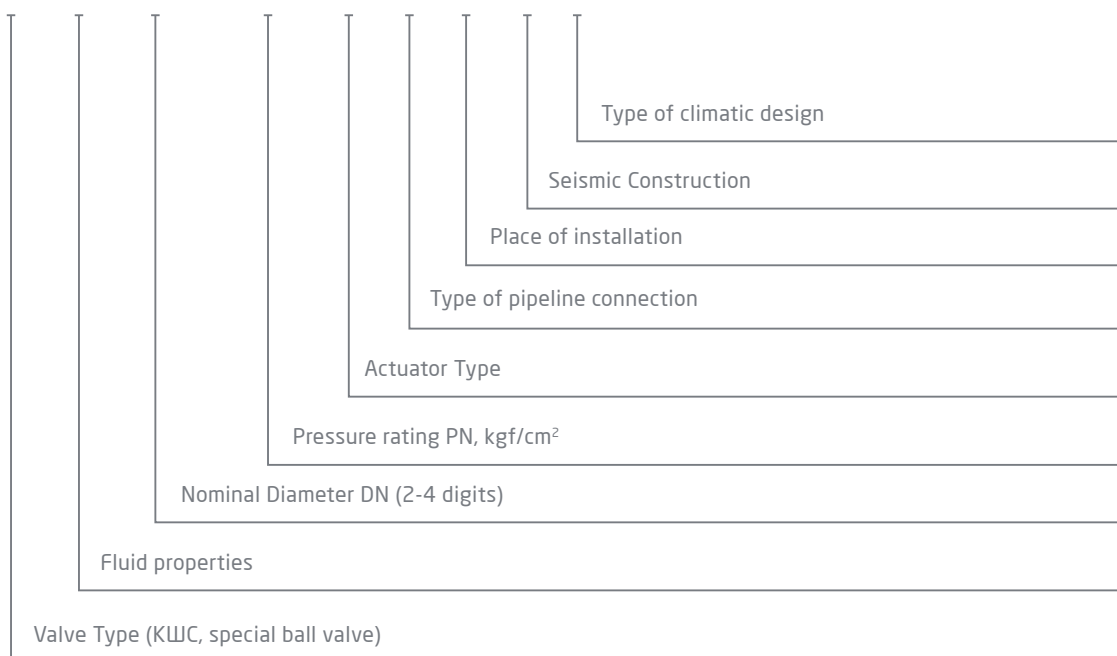 Type of climatic design
Seismic Construction
Place of installation
Type of pipeline connection
Actuator Type
Pressure rating PN, kgf/cm²
Nominal Diameter DN (2-4 digits)
Fluid properties
Valve Type (КШС, special ball valve)